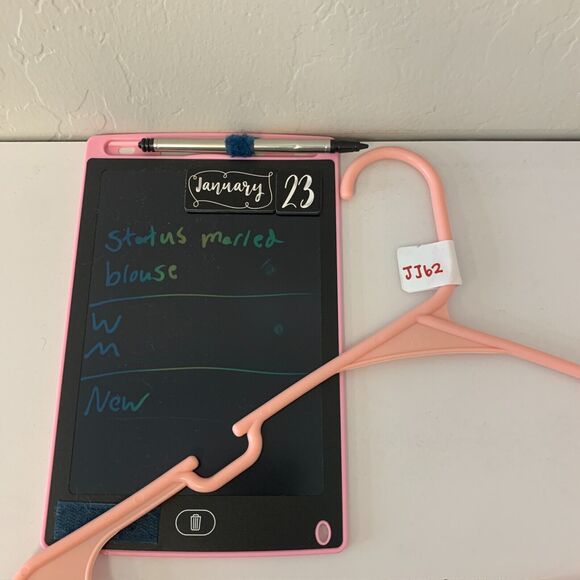 January 23
Status marled
blouse
W
M
New
JJ62